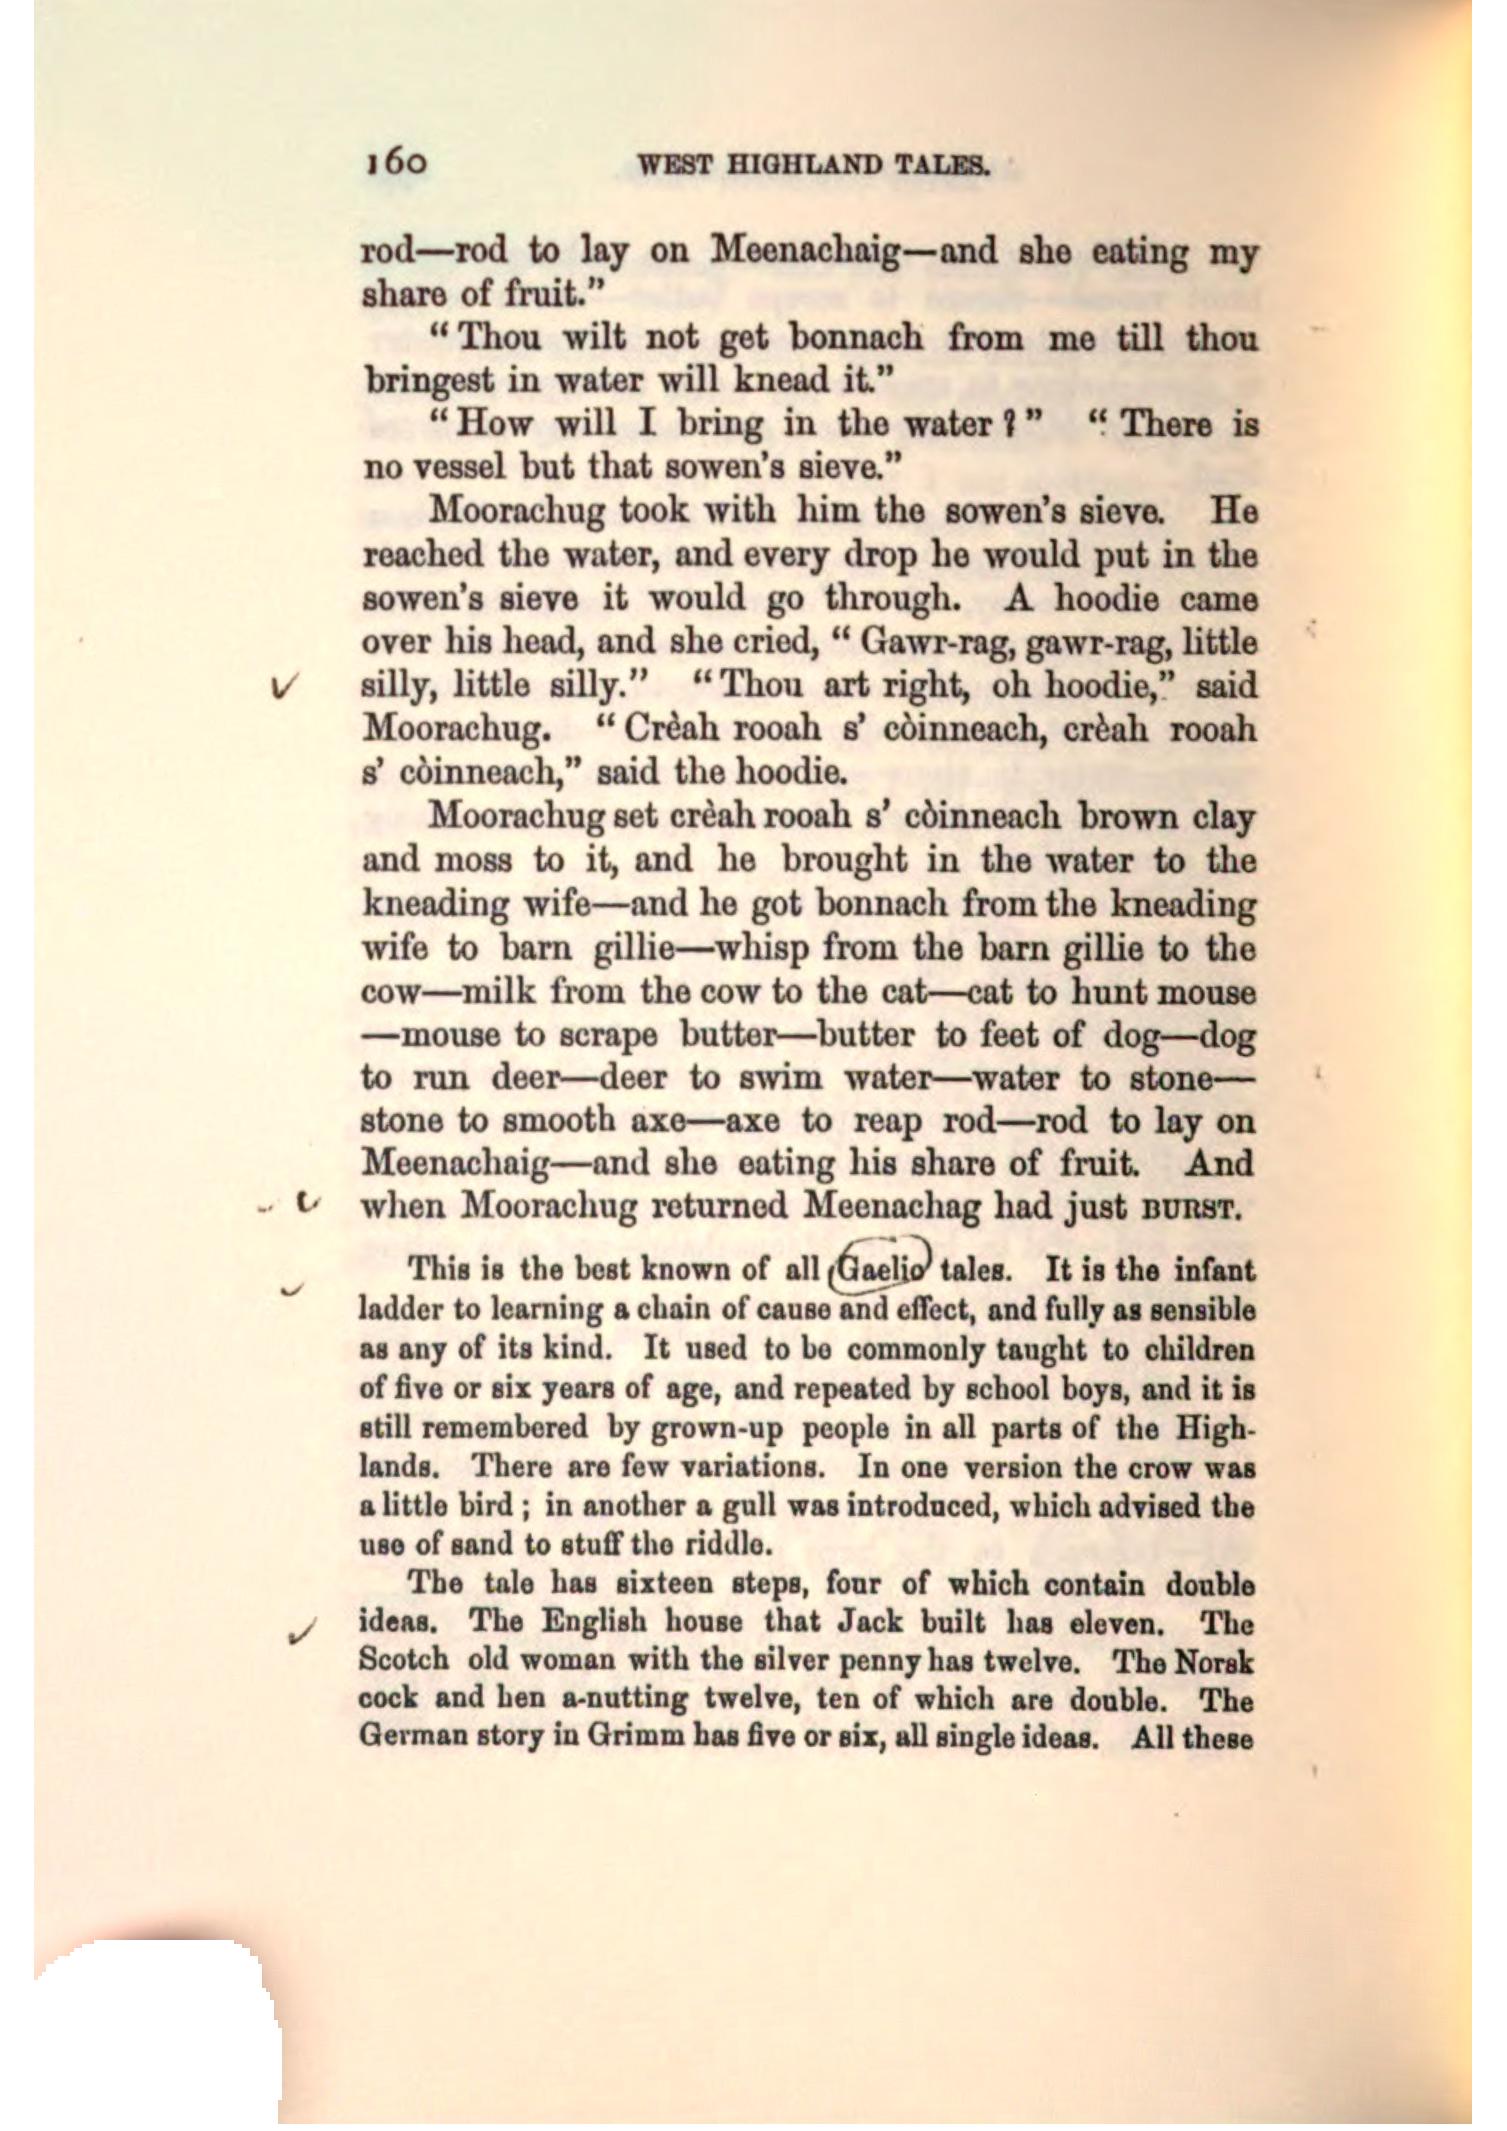 160 WEST HIGHLAND TALES.
rod—rod to lay on Meenachaig—and she eating my
share of fruit.”
“Thou wilt not get bonnach from me till thou
bringest in water will knead it.”
“How will I bring in the water?” “There is
no vessel but that sowen’s sieve.”
Moorachug took with him the sowen’s sieve. He
reached the water, and every drop he would put in the
sowen’s sieve it would go through. A hoodie came
over his head, and she cried, “Gawr-rag, gawr-rag, little
silly, little silly.” “Thou art right, oh hoodie,” said
Moorachug. “Crèah rooah s’ còinneach, crèah rooah
s’ còinneach,” said the hoodie.
Moorachug set crèah rooah s’ còinneach brown clay
and moss to it, and he brought in the water to the
kneading wife—and he got bonnach from the kneading
wife to barn gillie—whisp from the barn gillie to the
cow—milk from the cow to the cat—cat to hunt mouse
—mouse to scrape butter—butter to feet of dog—dog
to run deer—deer to swim water—water to stone—
stone to smooth axe—axe to reap rod—rod to lay on
Meenachaig—and she eating his share of fruit. And
when Moorachug returned Meenachag had just BURST.
This is the best known of all Gaelic tales. It is the infant
ladder to learning a chain of cause and effect, and fully as sensible
as any of its kind. It used to be commonly taught to children
of five or six years of age, and repeated by school boys, and it is
still remembered by grown-up people in all parts of the High-
lands. There are few variations. In one version the crow was
a little bird; in another a gull was introduced, which advised the
use of sand to stuff the riddle.
The tale has sixteen steps, four of which contain double
ideas. The English house that Jack built has eleven. The
Scotch old woman with the silver penny has twelve. The Norsk
cock and hen a-nutting twelve, ten of which are double. The
German story in Grimm has five or six, all single ideas. All these